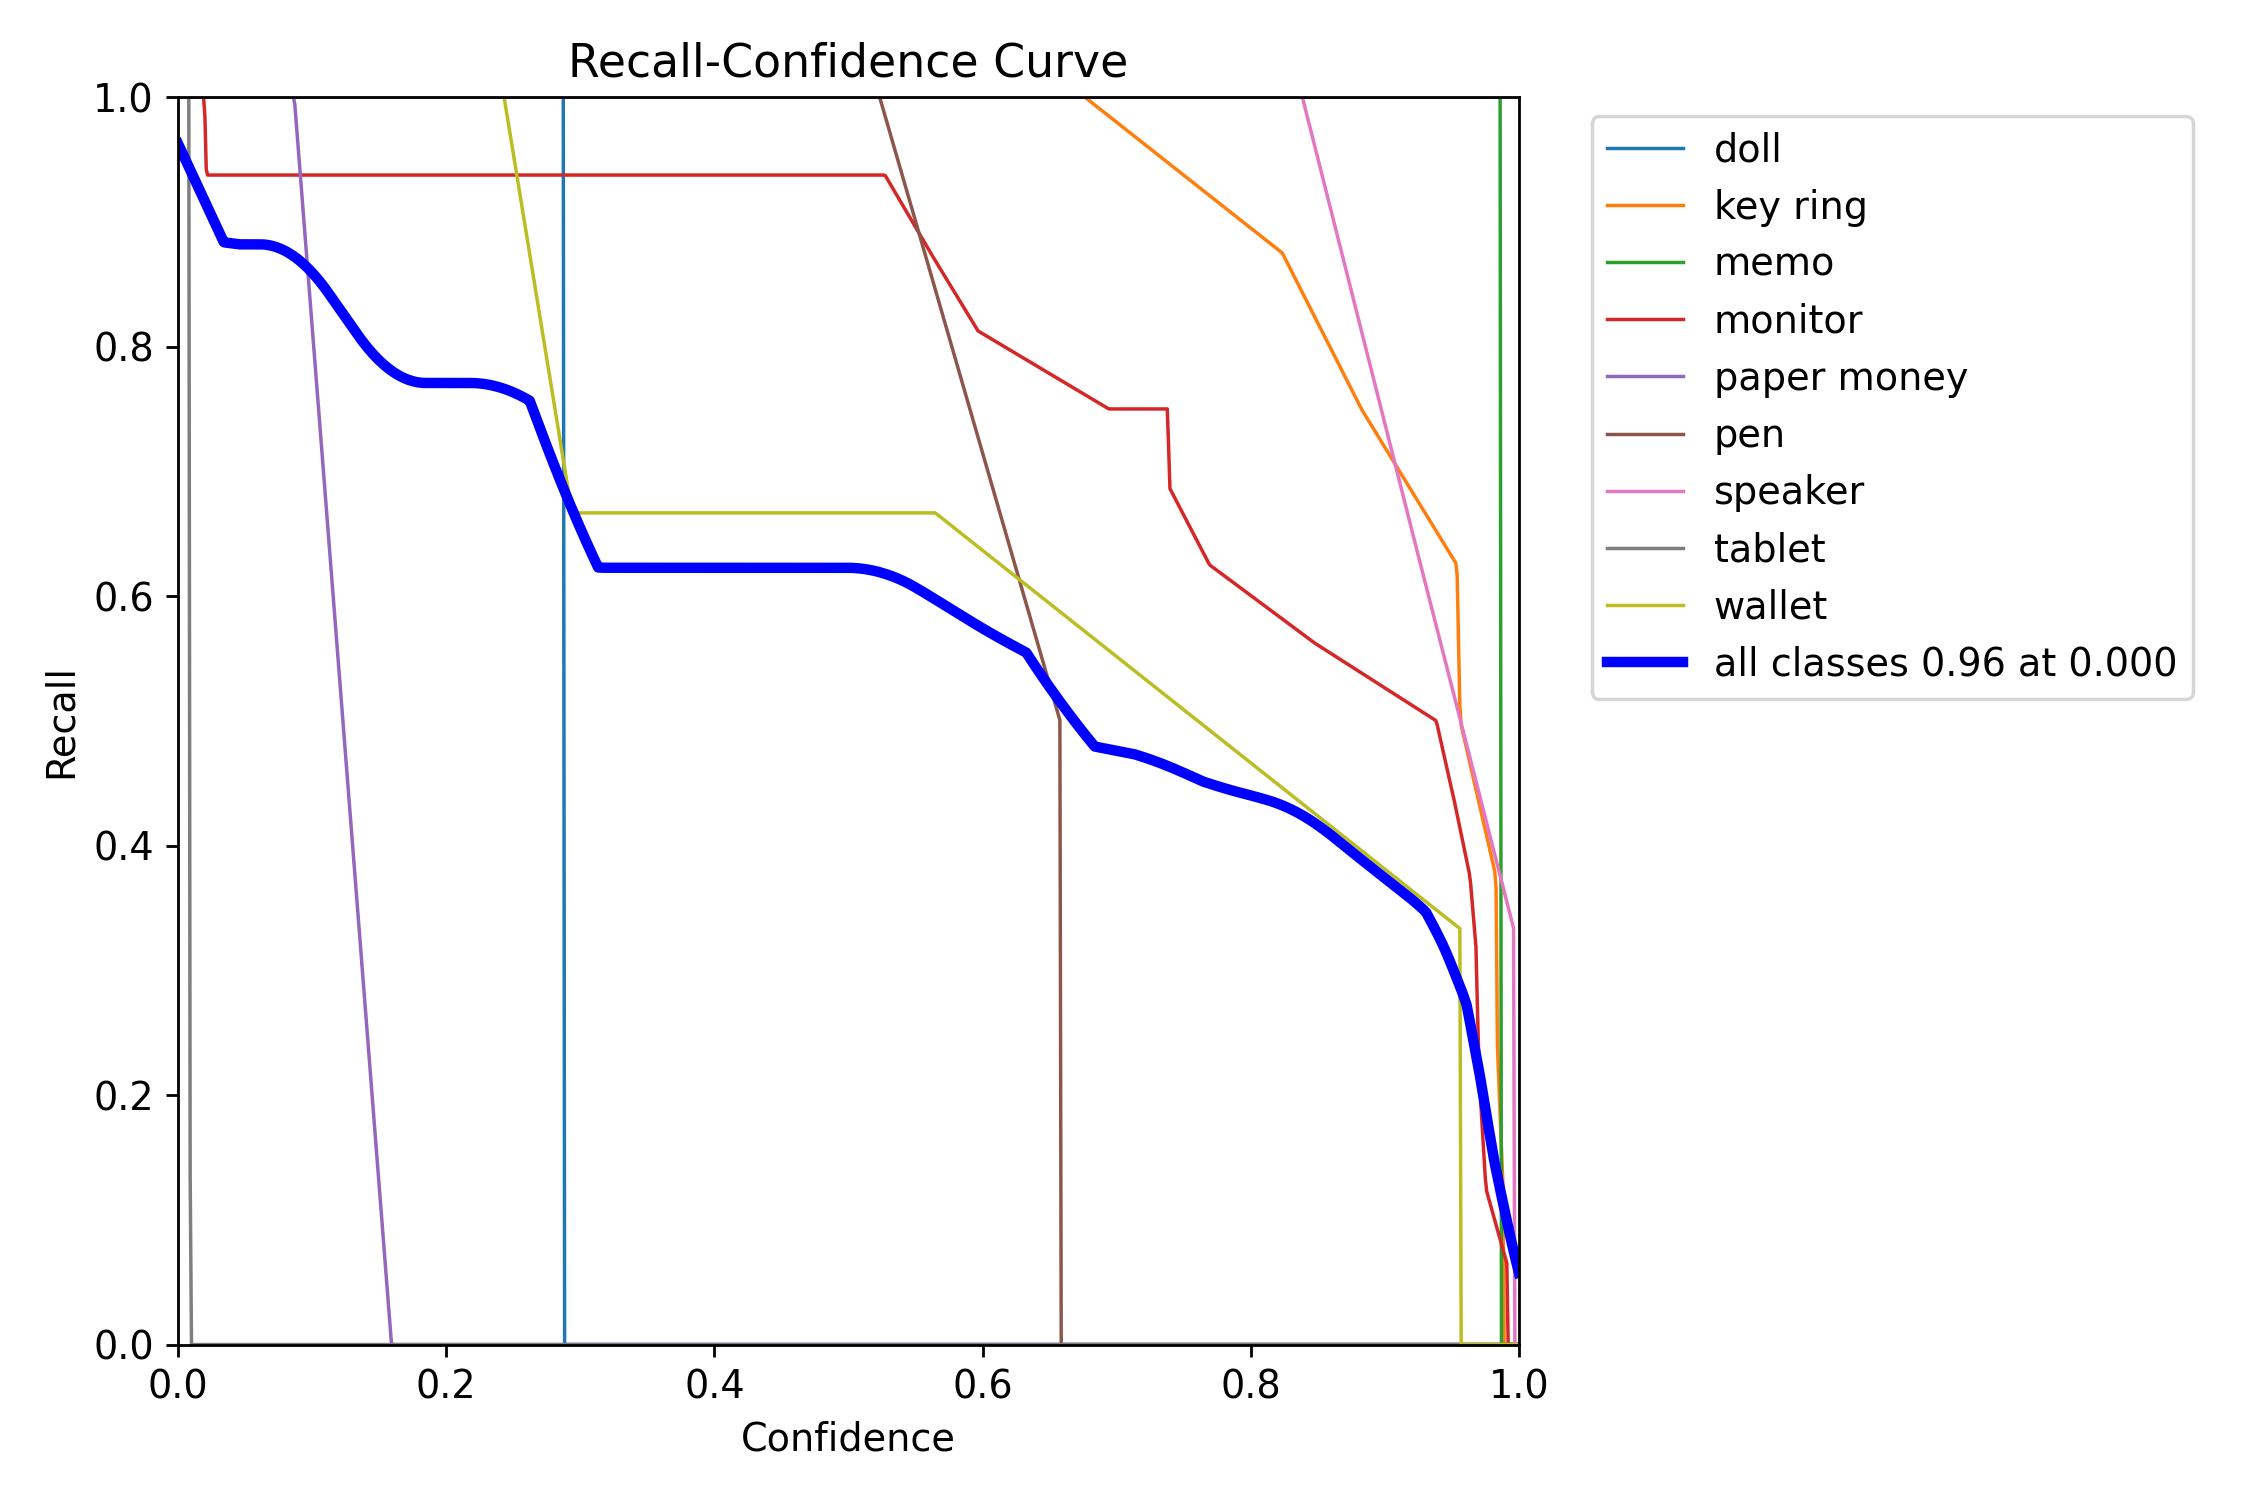 Recall-Confidence Curve
1.0
0.8
0.6
0.4
0.2
0.0
Recall
0.0 0.2 0.4 0.6 0.8 1.0
Confidence
doll
key ring
memo
monitor
paper money
pen
speaker
tablet
wallet
all classes 0.96 at 0.000